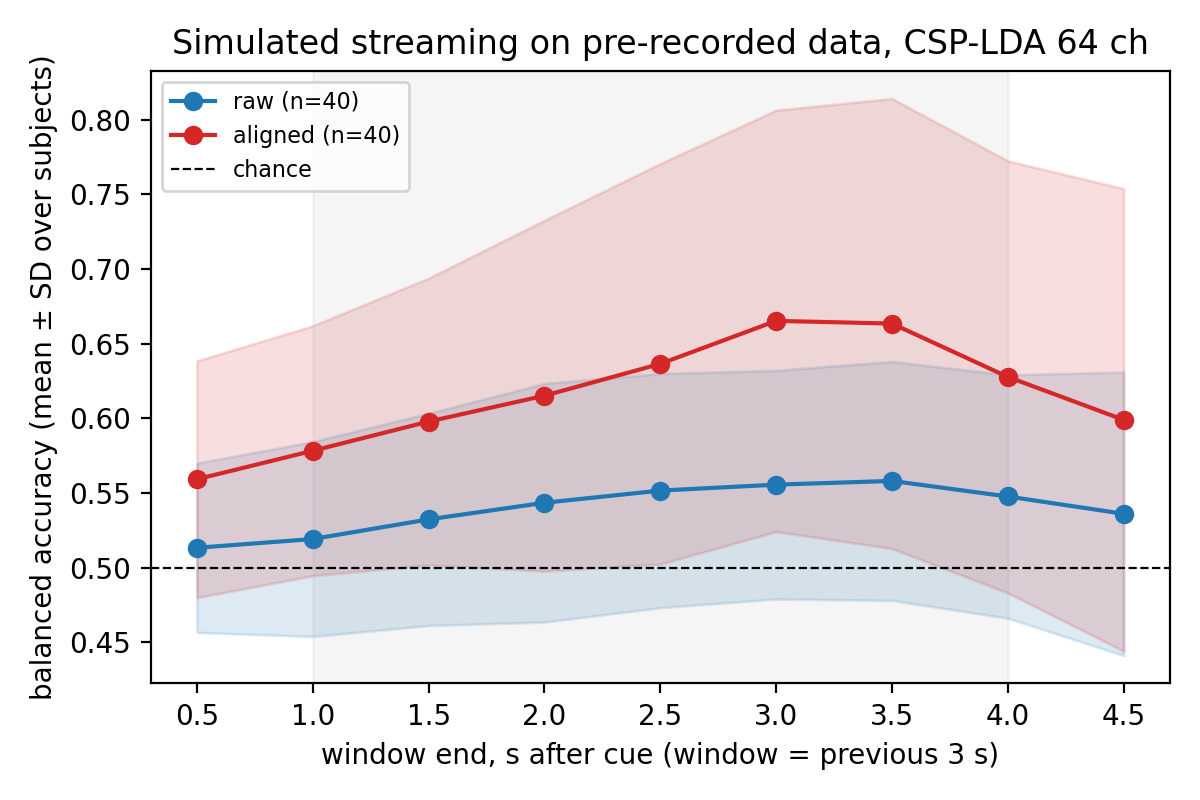 Simulated streaming on pre-recorded data, CSP-LDA 64 ch
balanced accuracy (mean ± SD over subjects)
0.80
0.75
0.70
0.65
0.60
0.55
0.50
0.45
raw (n=40)
aligned (n=40)
chance
0.5 1.0 1.5 2.0 2.5 3.0 3.5 4.0 4.5
window end, s after cue (window = previous 3 s)